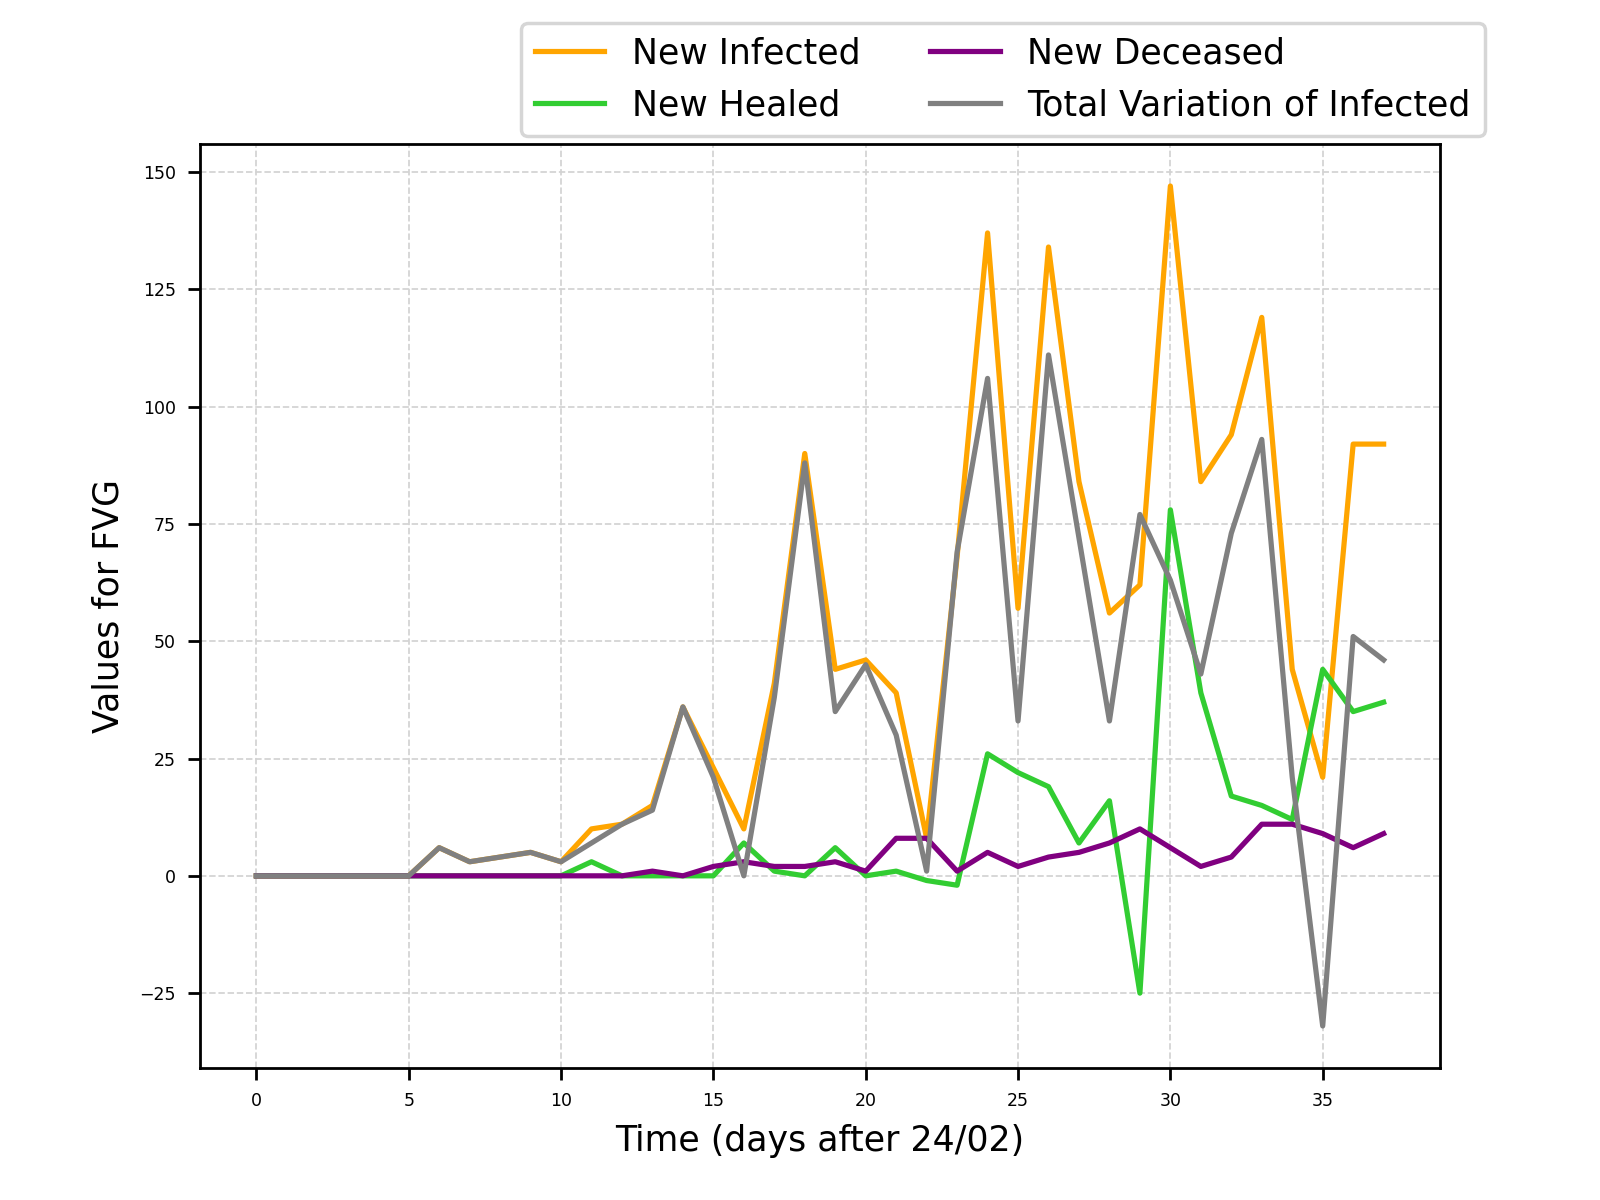 New Infected
New Healed
New Deceased
Total Variation of Infected
150
125
100
75
50
25
0
−25
Values for FVG
0 5 10 15 20 25 30 35
Time (days after 24/02)